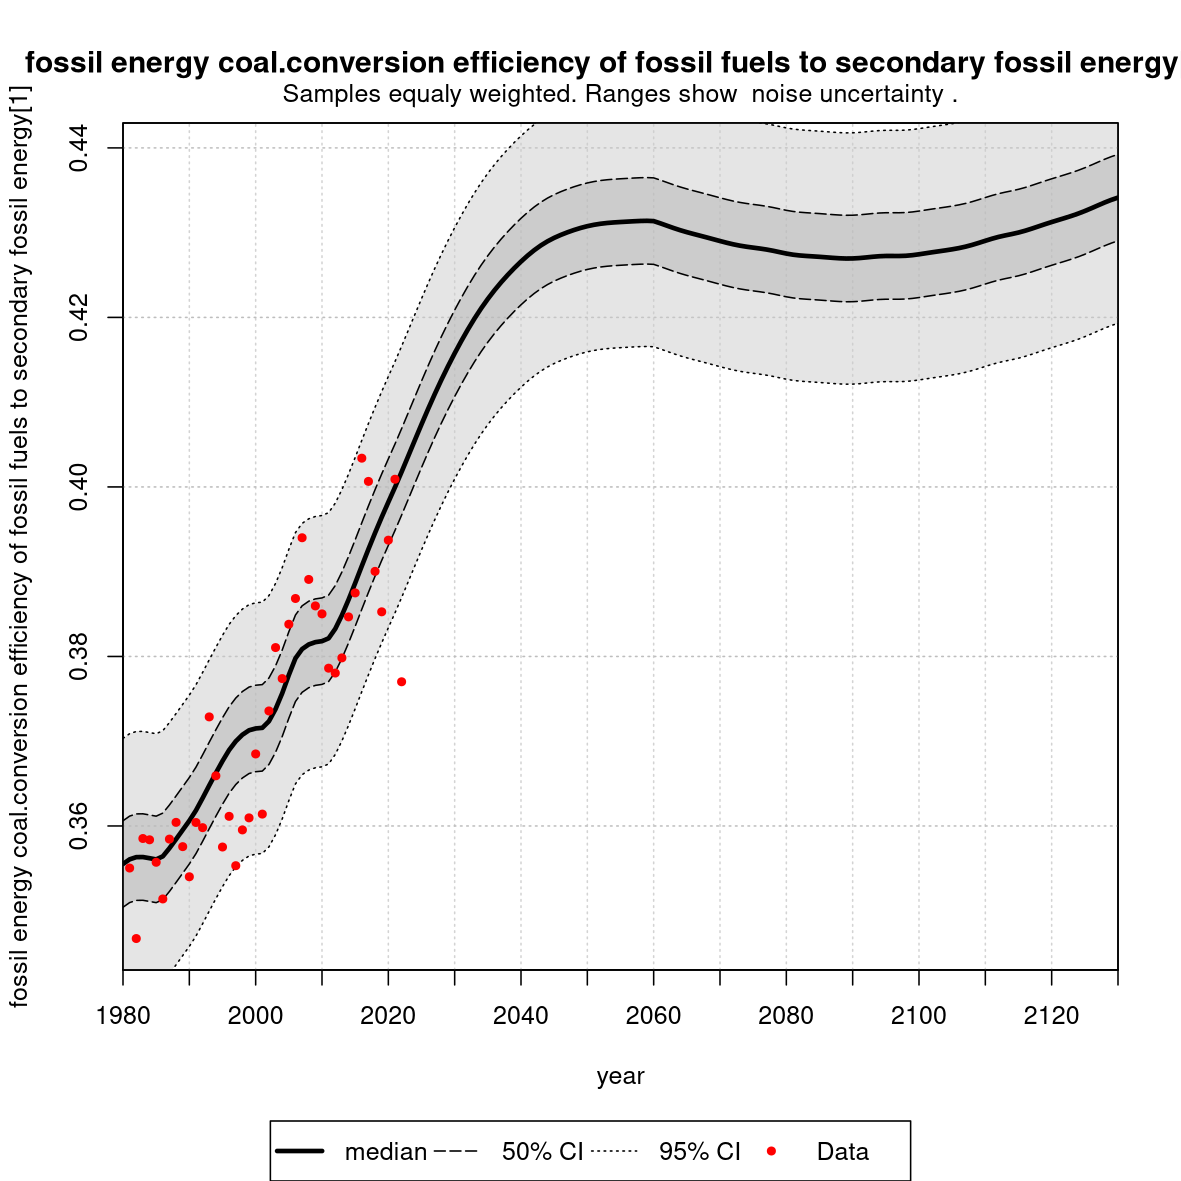 fossil energy coal.conversion efficiency of fossil fuels to secondary fossil energy
Samples equaly weighted. Ranges show  noise uncertainty .
fossil energy coal.conversion efficiency of fossil fuels to secondary fossil energy[1]
0.44
0.42
0.40
0.38
0.36
1980 2000 2020 2040 2060 2080 2100 2120
year
median 50% CI 95% CI Data